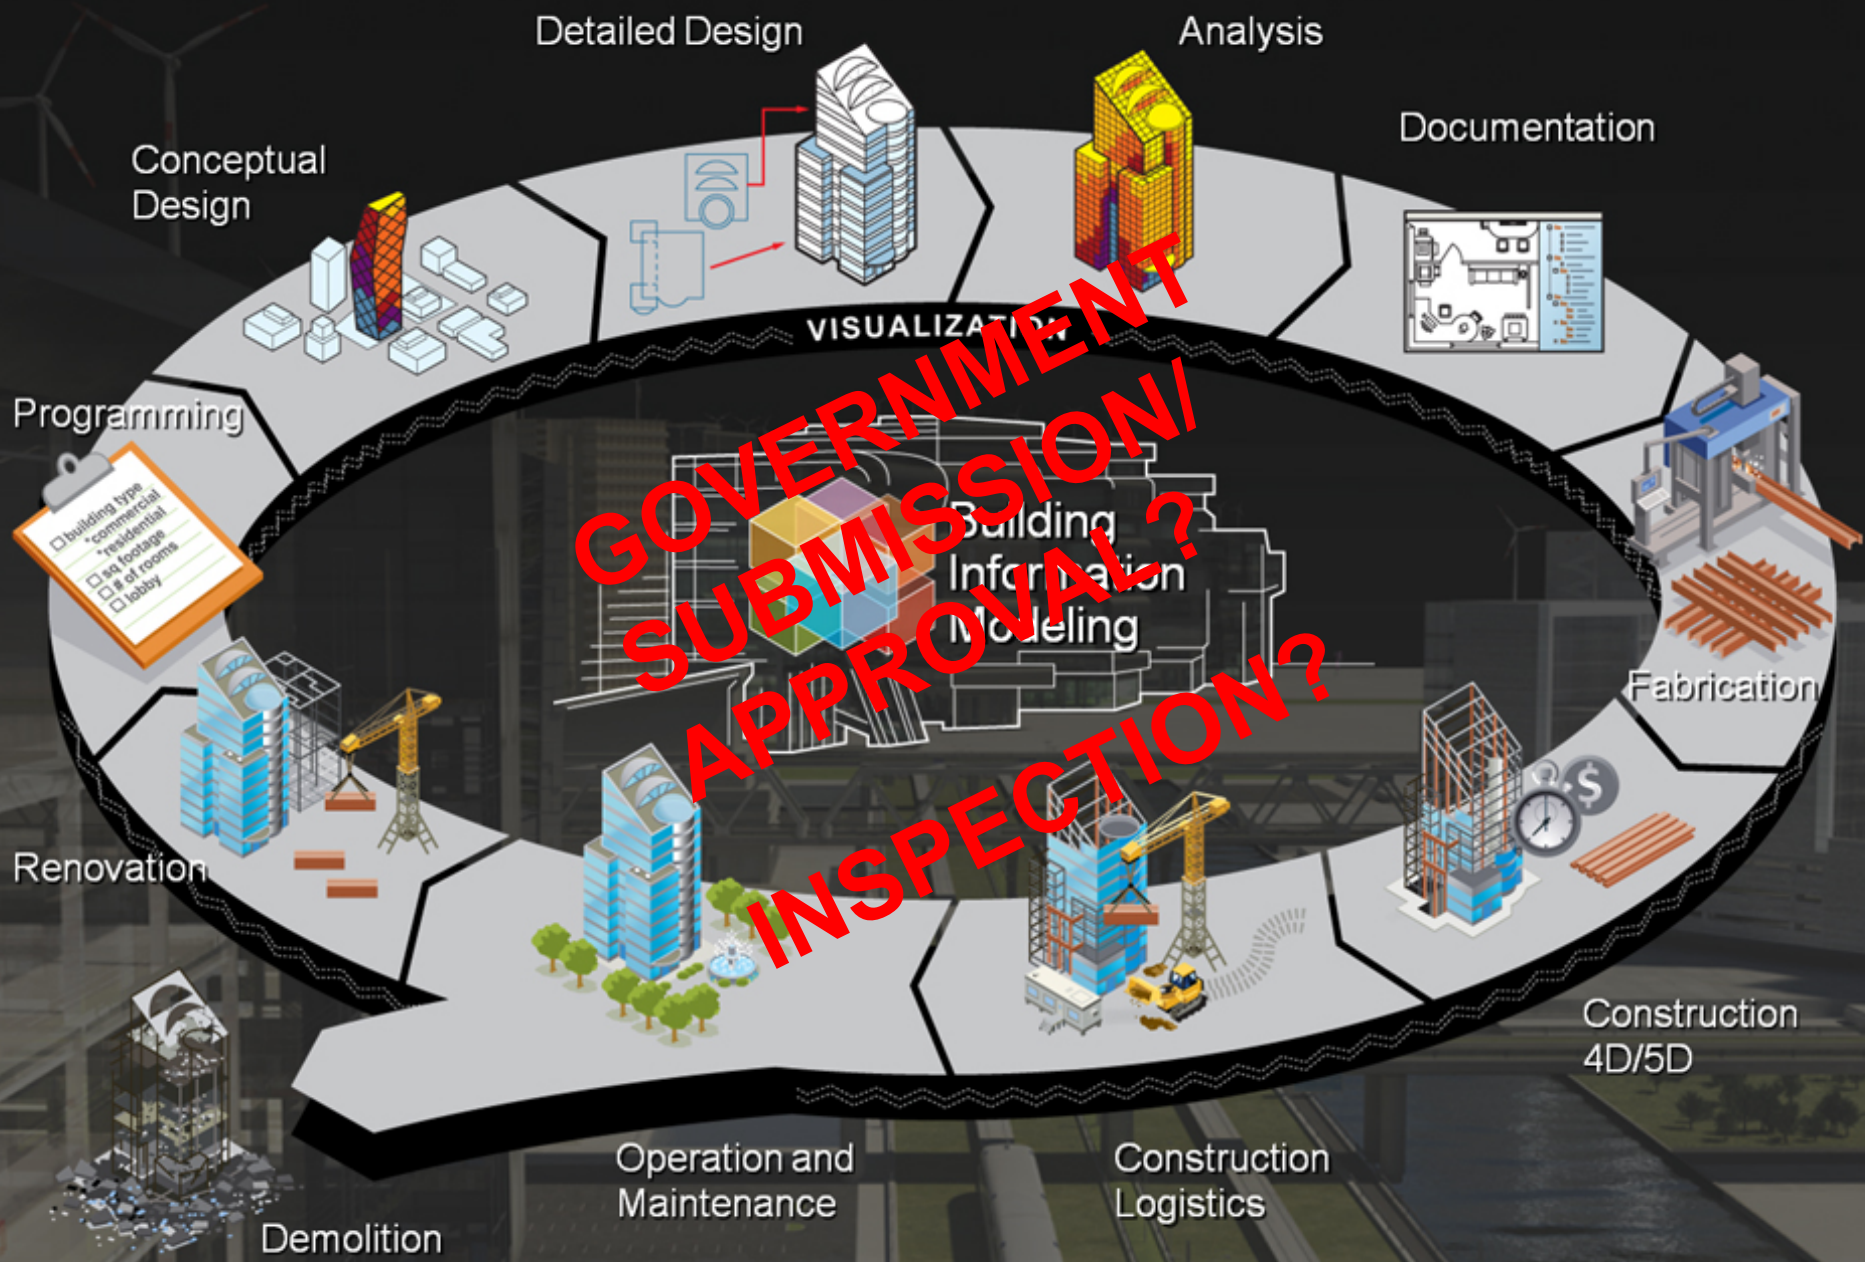 Detailed Design
Analysis
Documentation
Conceptual
Design
VISUALIZATION
Programming
□ building type
*commercial
*residential
□ sq footage
□ # of rooms
□ lobby
GOVERNMENT
SUBMISSION/
APPROVAL ?
INSPECTION?
Building
Information
Modeling
Fabrication
$
Renovation
Construction
4D/5D
Operation and
Maintenance
Construction
Logistics
Demolition